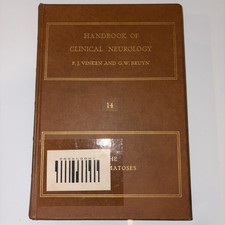 HANDBOOK OF
CLINICAL NEUROLOGY
P.J. VINKEN AND G.W. BRUYN
14